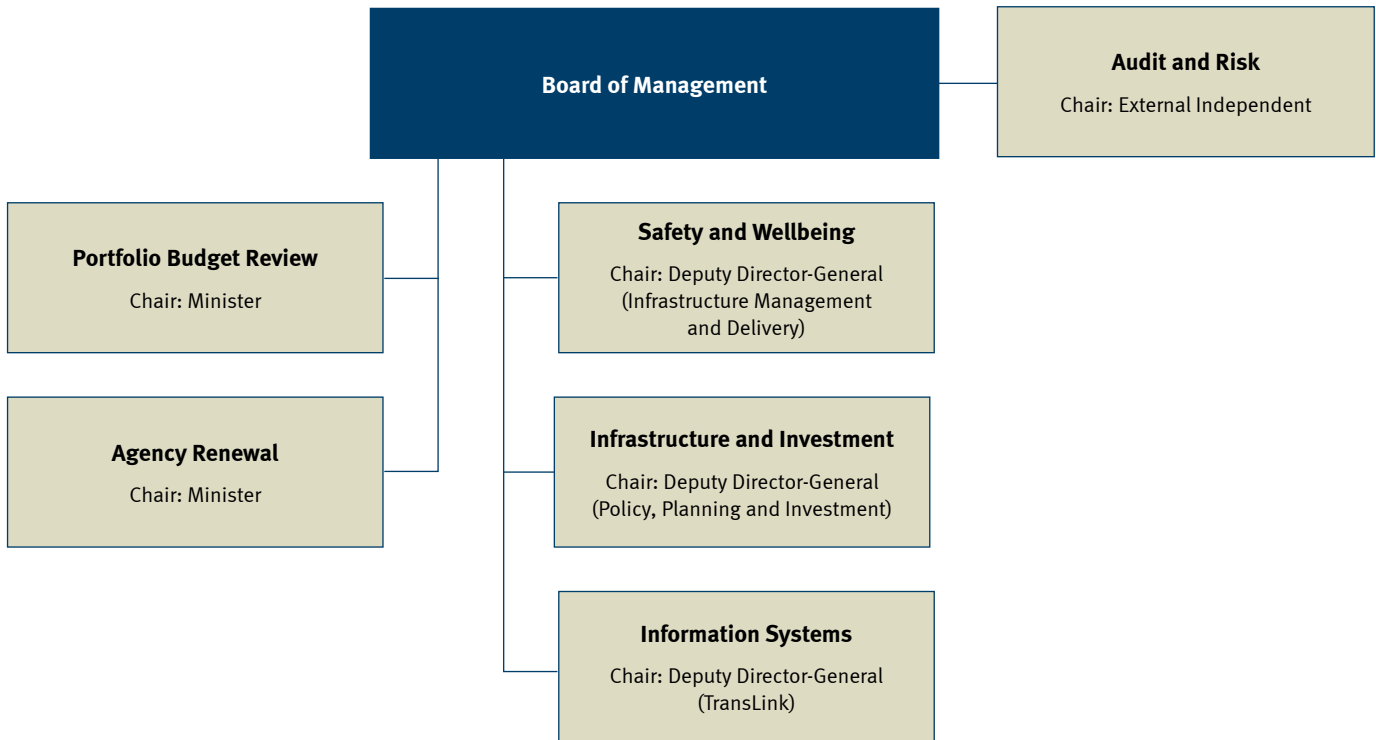 Board of Management
Audit and Risk
Chair: External Independent
Portfolio Budget Review
Chair: Minister
Safety and Wellbeing
Chair: Deputy Director-General
(Infrastructure Management
and Delivery)
Agency Renewal
Chair: Minister
Infrastructure and Investment
Chair: Deputy Director-General
(Policy, Planning and Investment)
Information Systems
Chair: Deputy Director-General
(TransLink)